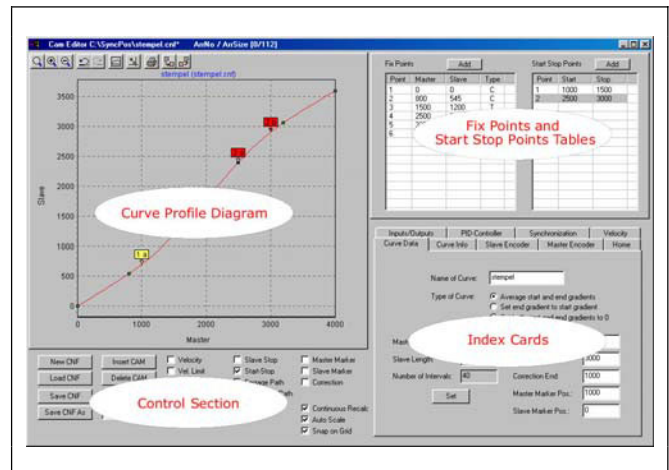 Cam Editor C:\SyncPos\stempel.cnf* ArrNo / ArrSize (0/112)
stempel (stempel.cnf)
3500
3000
2500
2000
1500
1000
500
0
Slave
0 1000 2000 3000 4000
Master
1 a
Curve Profile Diagram
Fix Points Add
Point Master Slave Type
1 0 0 C
2 800 545 C
3 1500 1200 T
4 2500
5
6
Start Stop Points Add
Point Start Stop
1 1000 1500
2 2500 3000
Fix Points and
Start Stop Points Tables
Inputs/Outputs PID-Controller Synchronization Velocity
Curve Data Curve Info Slave Encoder Master Encoder Home
Name of Curve: stempel
Type of Curve: Average start and end gradients
Set end gradient to start gradient
end gradients to 0
Index Cards
Slave Length: 3000
Number of Intervals: 40 Correction End: 1000
Set Master Marker Pos.: 1000
Slave Marker Pos.: 0
New CNF Insert CAM Velocity Slave Stop Master Marker
Load CNF Delete CAM Vel. Limit Start-Stop Slave Marker
Save CNF Path Correction
Save CNF As Continuous Recalc
Auto Scale
Snap on Grid
Control Section